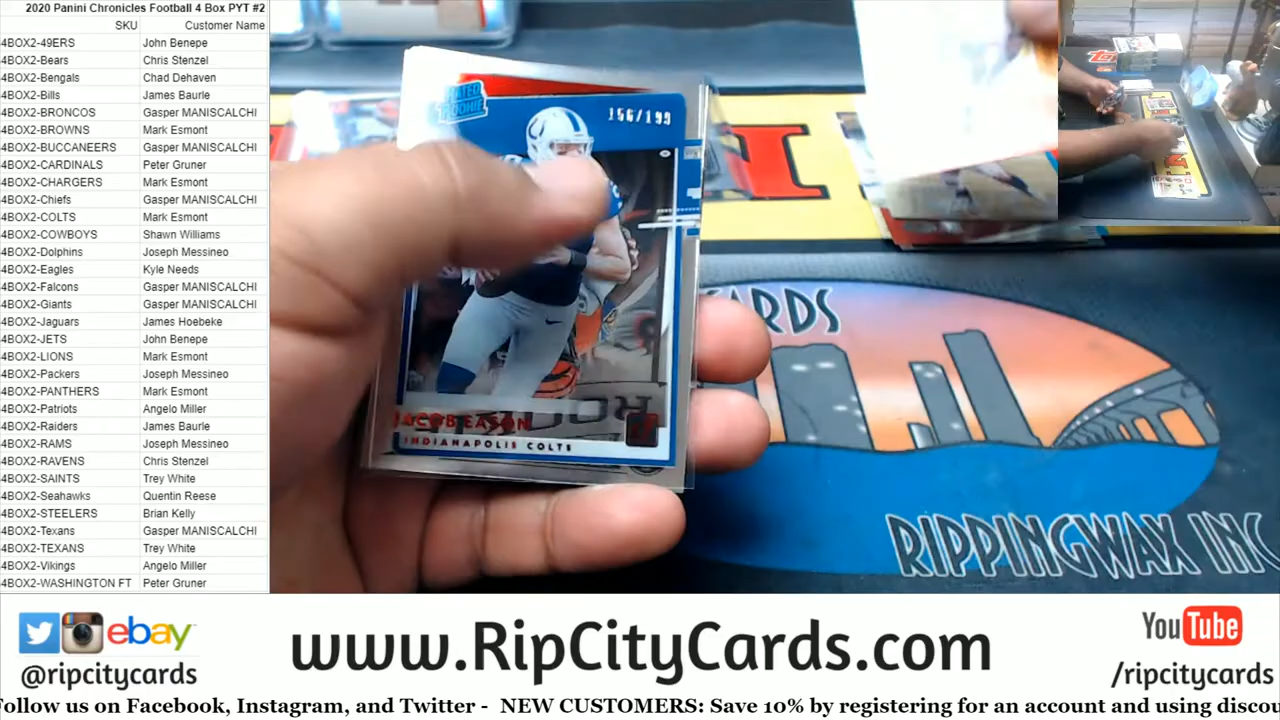 2020 Panini Chronicles Football 4 Box PYT #2
SKU Customer Name
4BOX2-49ERS John Benepe
4BOX2-Bears Chris Stenzel
4BOX2-Bengals Chad Dehaven
4BOX2-Bills James Baurle
4BOX2-BRONCOS Gasper MANISCALCHI
4BOX2-BROWNS Mark Esmont
4BOX2-BUCCANEERS Gasper MANISCALCHI
4BOX2-CARDINALS Peter Gruner
4BOX2-CHARGERS Mark Esmont
4BOX2-Chiefs Gasper MANISCALCHI
4BOX2-COLTS Mark Esmont
4BOX2-COWBOYS Shawn Williams
4BOX2-Dolphins Joseph Messineo
4BOX2-Eagles Kyle Needs
4BOX2-Falcons Gasper MANISCALCHI
4BOX2-Giants Gasper MANISCALCHI
4BOX2-Jaguars James Hoebeke
4BOX2-JETS John Benepe
4BOX2-LIONS Mark Esmont
4BOX2-Packers Joseph Messineo
4BOX2-PANTHERS Mark Esmont
4BOX2-Patriots Angelo Miller
4BOX2-Raiders James Baurle
4BOX2-RAMS Joseph Messineo
4BOX2-RAVENS Chris Stenzel
4BOX2-SAINTS Trey White
4BOX2-Seahawks Quentin Reese
4BOX2-STEELERS Brian Kelly
4BOX2-Texans Gasper MANISCALCHI
4BOX2-TEXANS Trey White
4BOX2-Vikings Angelo Miller
4BOX2-WASHINGTON FT Peter Gruner
RATED ROOKIE
156/199
JACOB EASON
INDIANAPOLIS COLTS
CARDS
RIPPINGWAX INC
ebay
@ripcitycards
www.RipCityCards.com
YouTube
/ripcitycards
Follow us on Facebook, Instagram, and Twitter - NEW CUSTOMERS: Save 10% by registering for an account and using discou